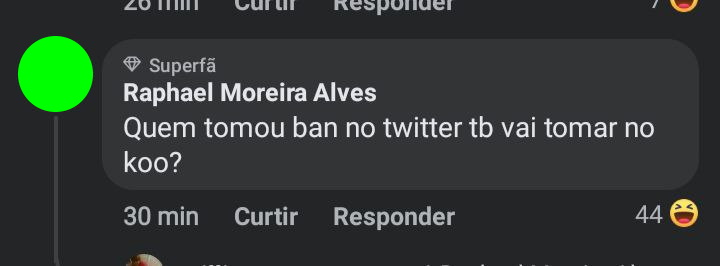 26 min Curtir Responder 7
Superfã
Raphael Moreira Alves
Quem tomou ban no twitter tb vai tomar no
koo?
30 min Curtir Responder 44